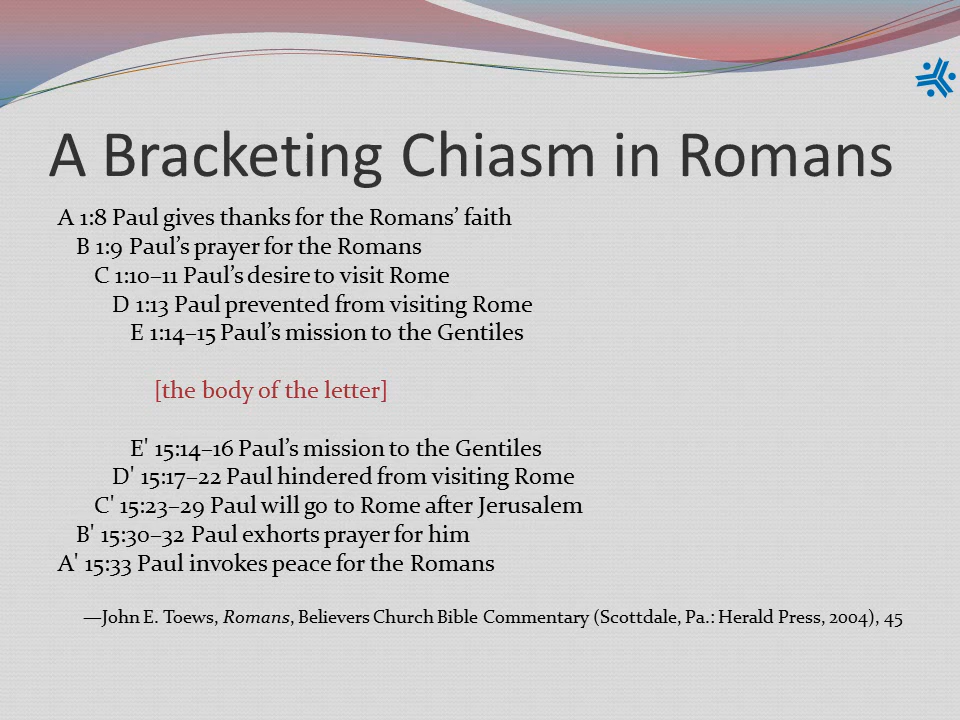 A Bracketing Chiasm in Romans
A 1:8 Paul gives thanks for the Romans’ faith
B 1:9 Paul’s prayer for the Romans
C 1:10–11 Paul’s desire to visit Rome
D 1:13 Paul prevented from visiting Rome
E 1:14–15 Paul’s mission to the Gentiles
[the body of the letter]
E' 15:14–16 Paul’s mission to the Gentiles
D' 15:17–22 Paul hindered from visiting Rome
C' 15:23–29 Paul will go to Rome after Jerusalem
B' 15:30–32 Paul exhorts prayer for him
A' 15:33 Paul invokes peace for the Romans
—John E. Toews, Romans, Believers Church Bible Commentary (Scottdale, Pa.: Herald Press, 2004), 45